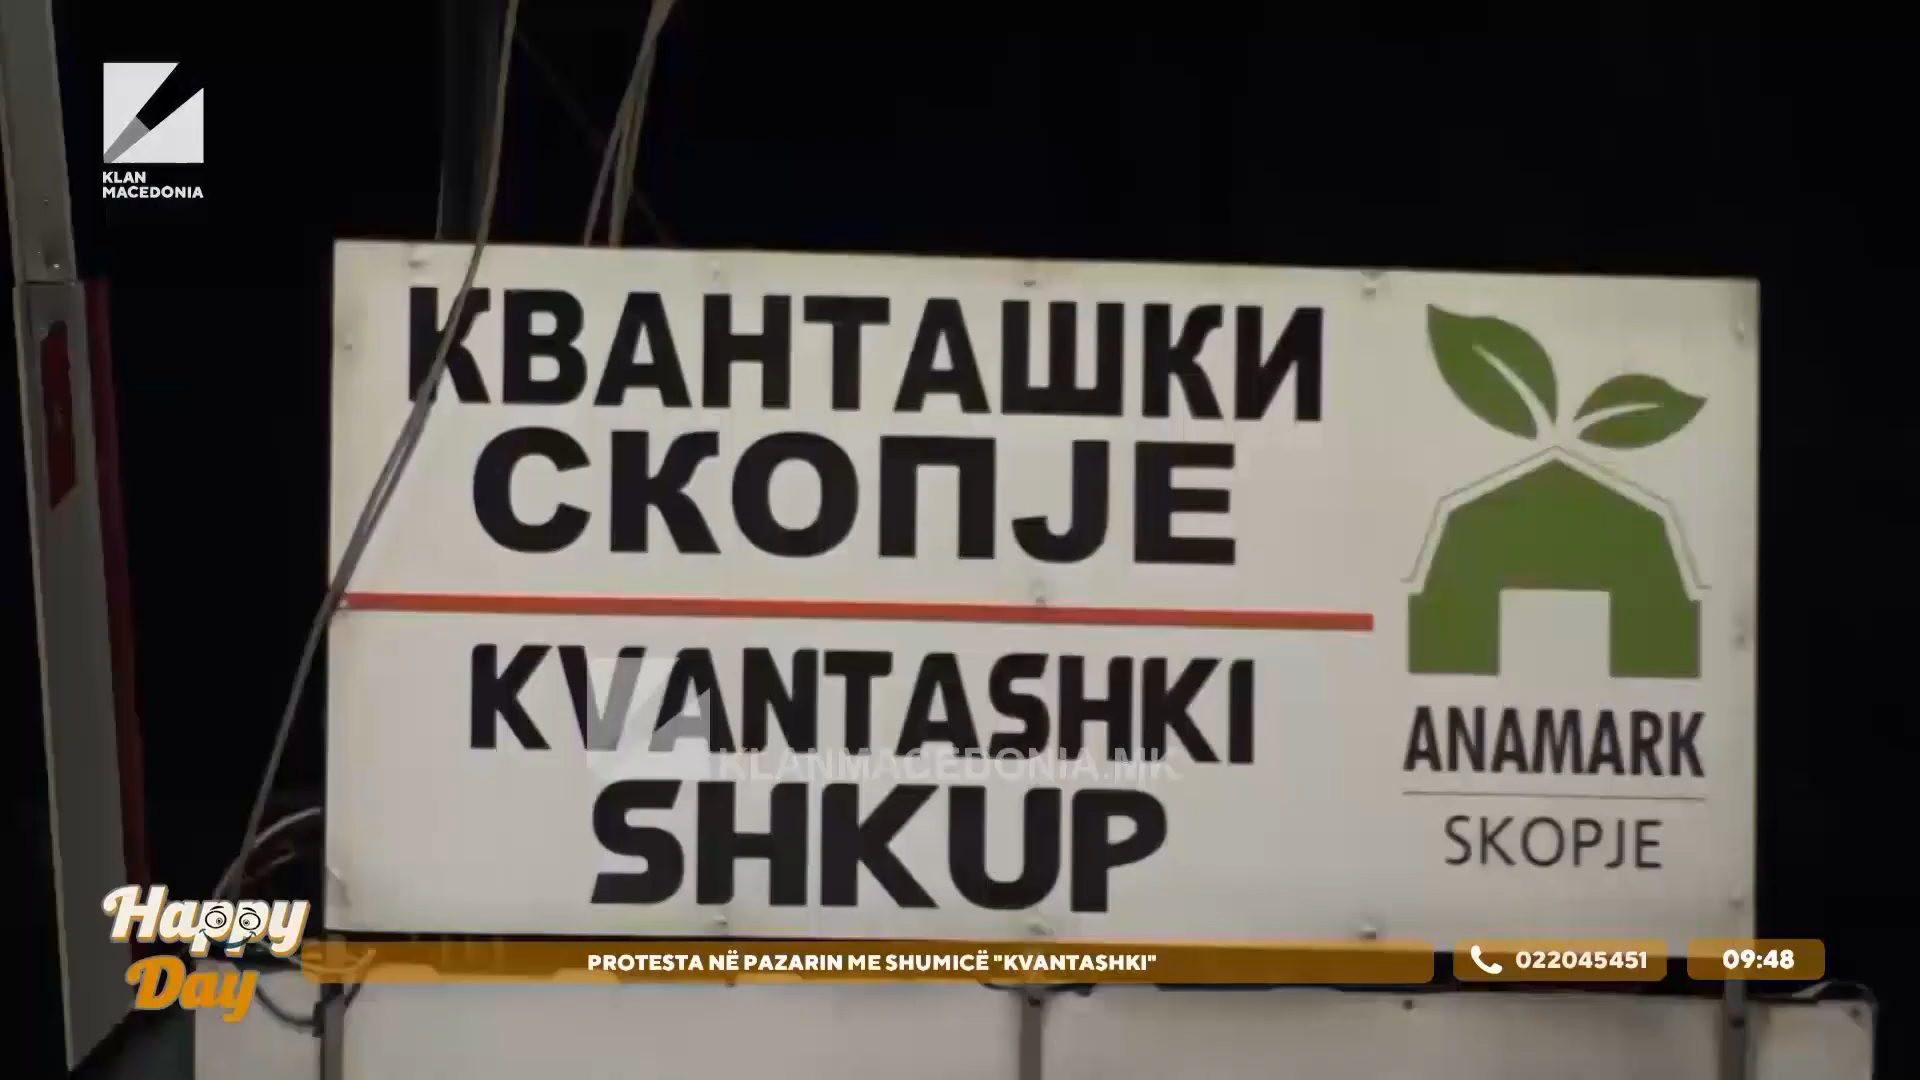 KLAN
MACEDONIA
КВАНТАШКИ
СКОПЈЕ
KVANTASHKI
SHKUP
ANAMARK
SKOPJE
KLANMACEDONIA.MK
Happy
Day
PROTESTA NË PAZARIN ME SHUMICË "KVANTASHKI"
022045451
09:48